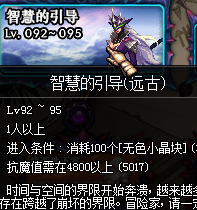 智慧的引导
Lv. 092~095
智慧的引导(远古)
Lv92 ~ 95
1人以上
进入条件：消耗100个[无色小晶块] (3
抗魔值需在4800以上 (5017)
时间与空间的界限开始奔溃，越来越
存在跨越了崩坏的界限。冒险家，请一